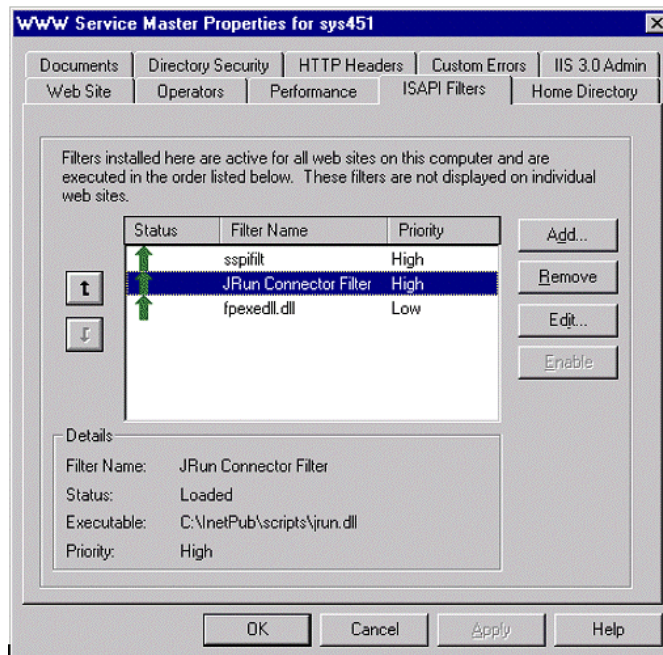 WWW Service Master Properties for sys451
Documents Directory Security HTTP Headers Custom Errors IIS 3.0 Admin
Web Site Operators Performance ISAPI Filters Home Directory
Filters installed here are active for all web sites on this computer and are
executed in the order listed below. These filters are not displayed on individual
web sites.
Status Filter Name Priority
sspifilt High
JRun Connector Filter High
fpexedll.dll Low
Add...
Remove
Edit...
Enable
Details
Filter Name: JRun Connector Filter
Status: Loaded
Executable: C:\InetPub\scripts\jrun.dll
Priority: High
OK Cancel Apply Help